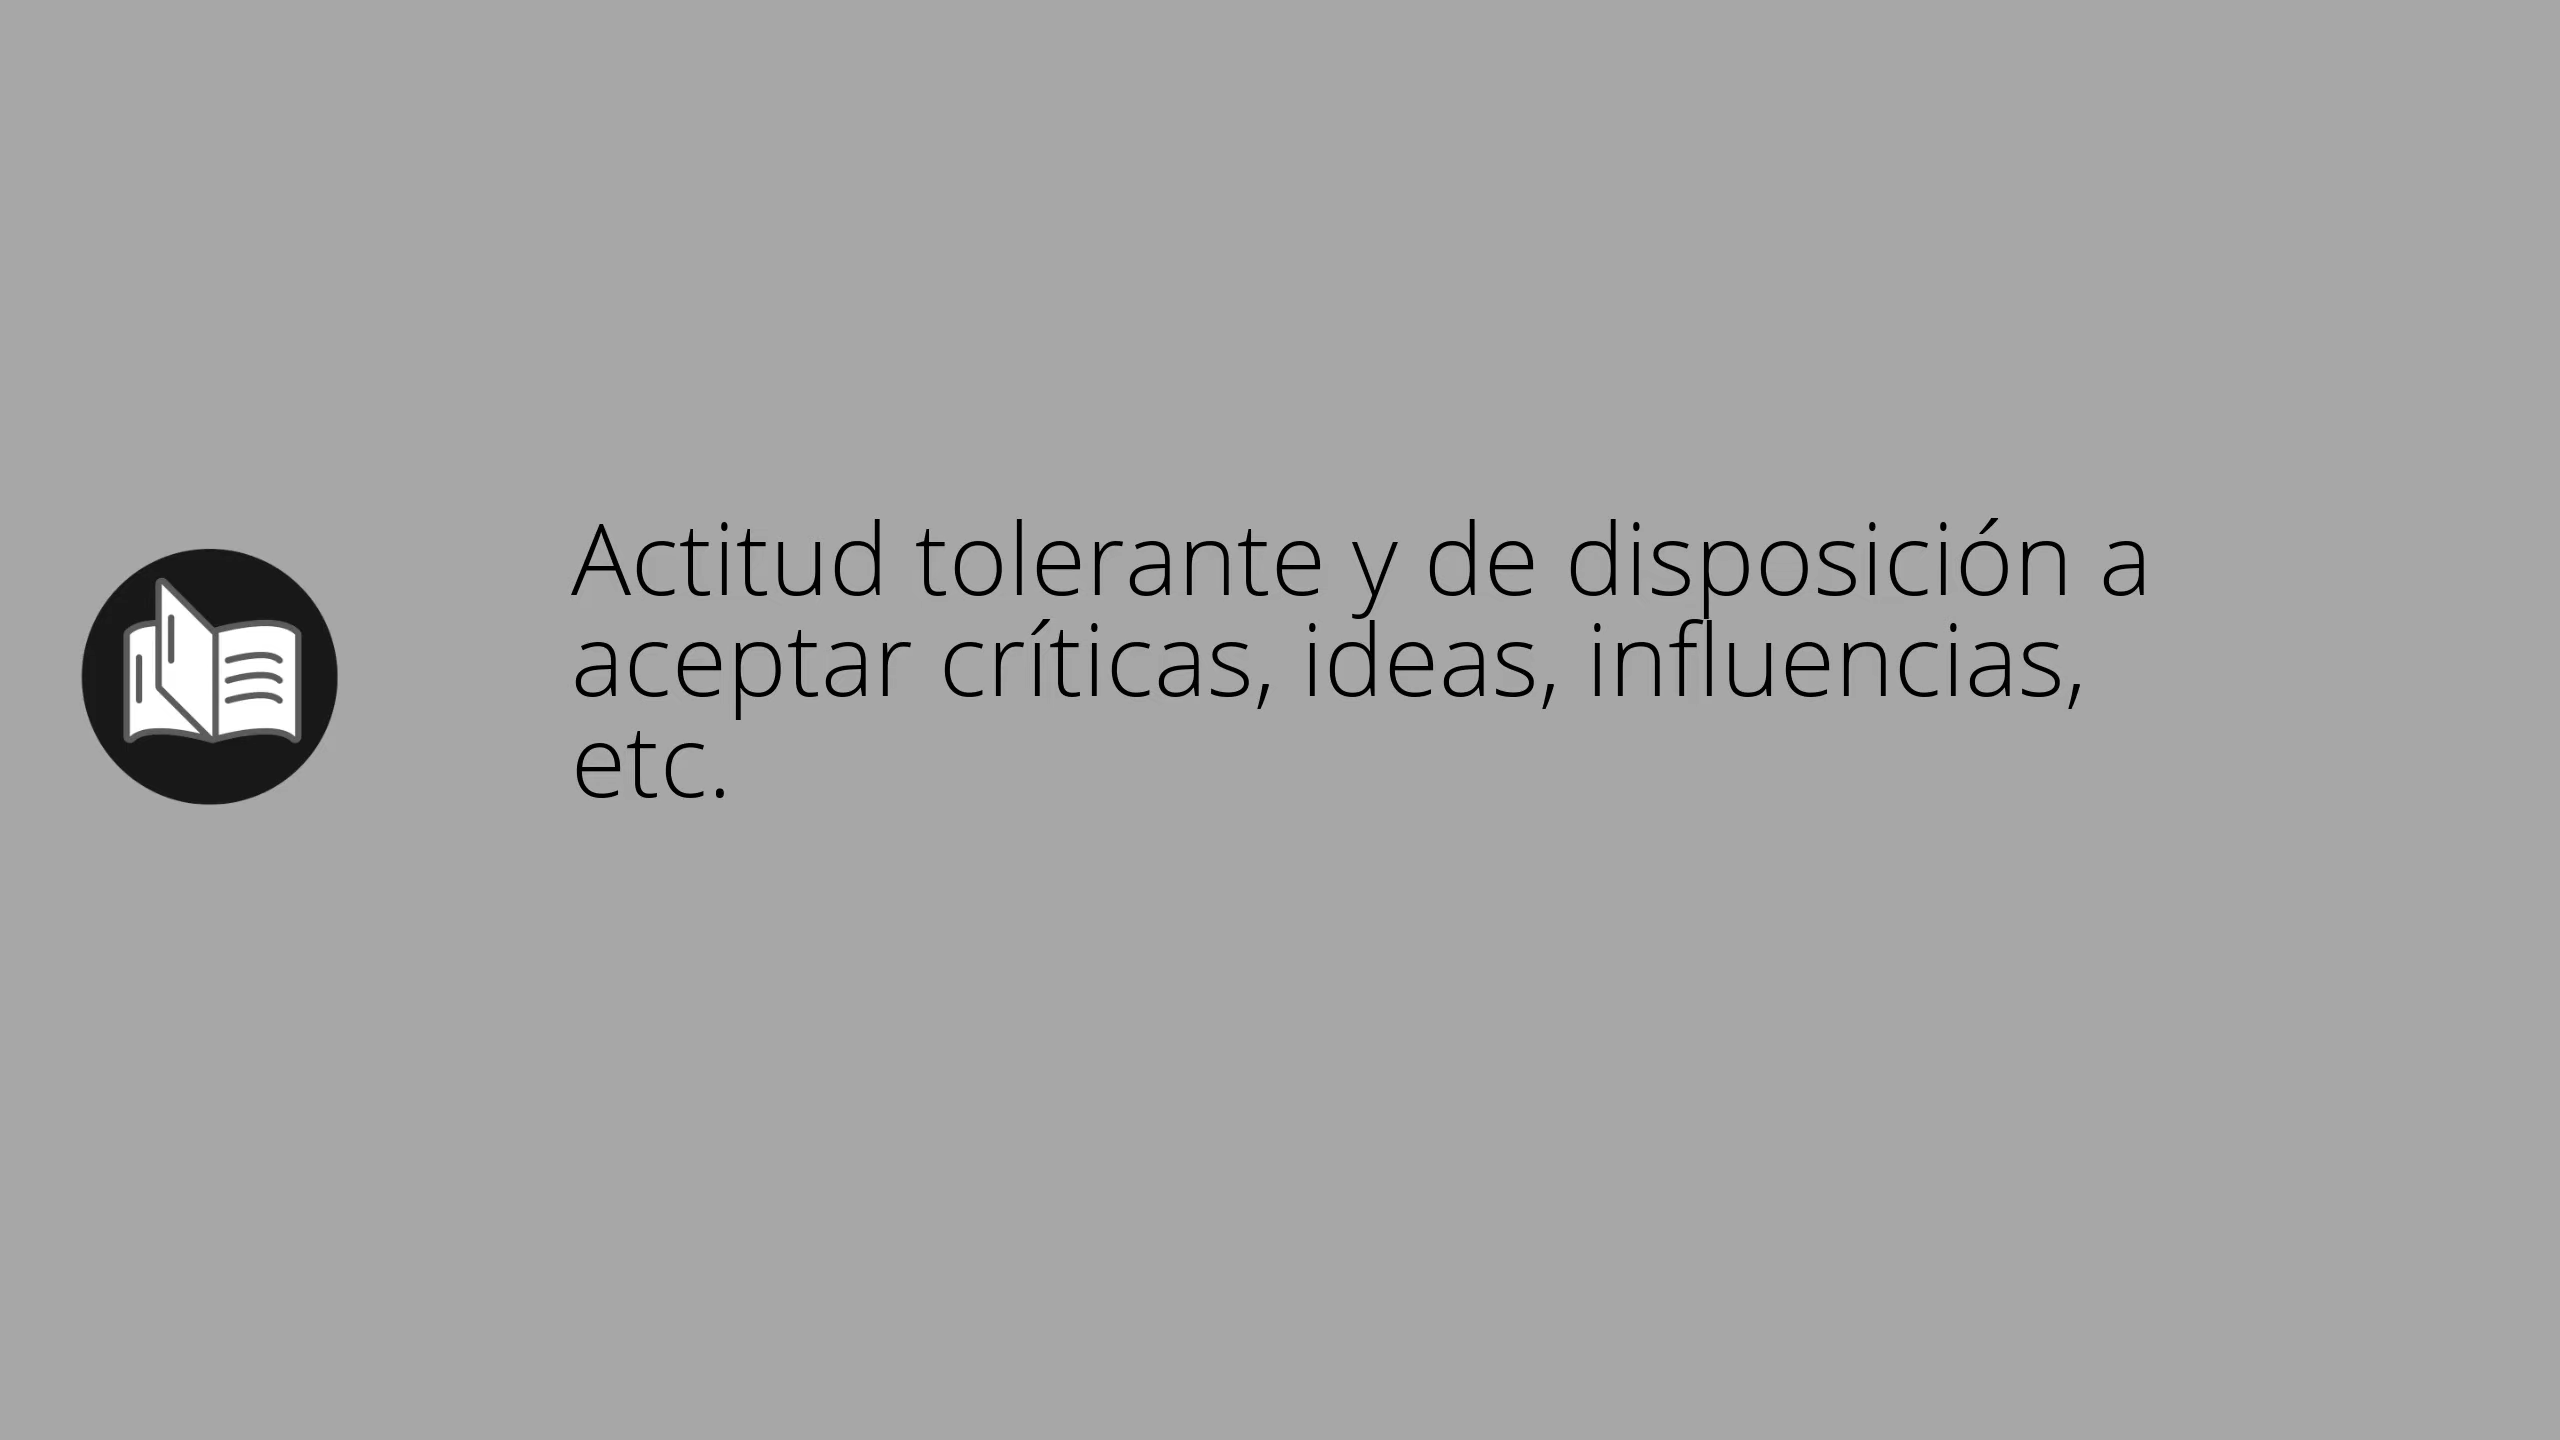 Actitud tolerante y de disposición a
aceptar críticas, ideas, influencias,
etc.